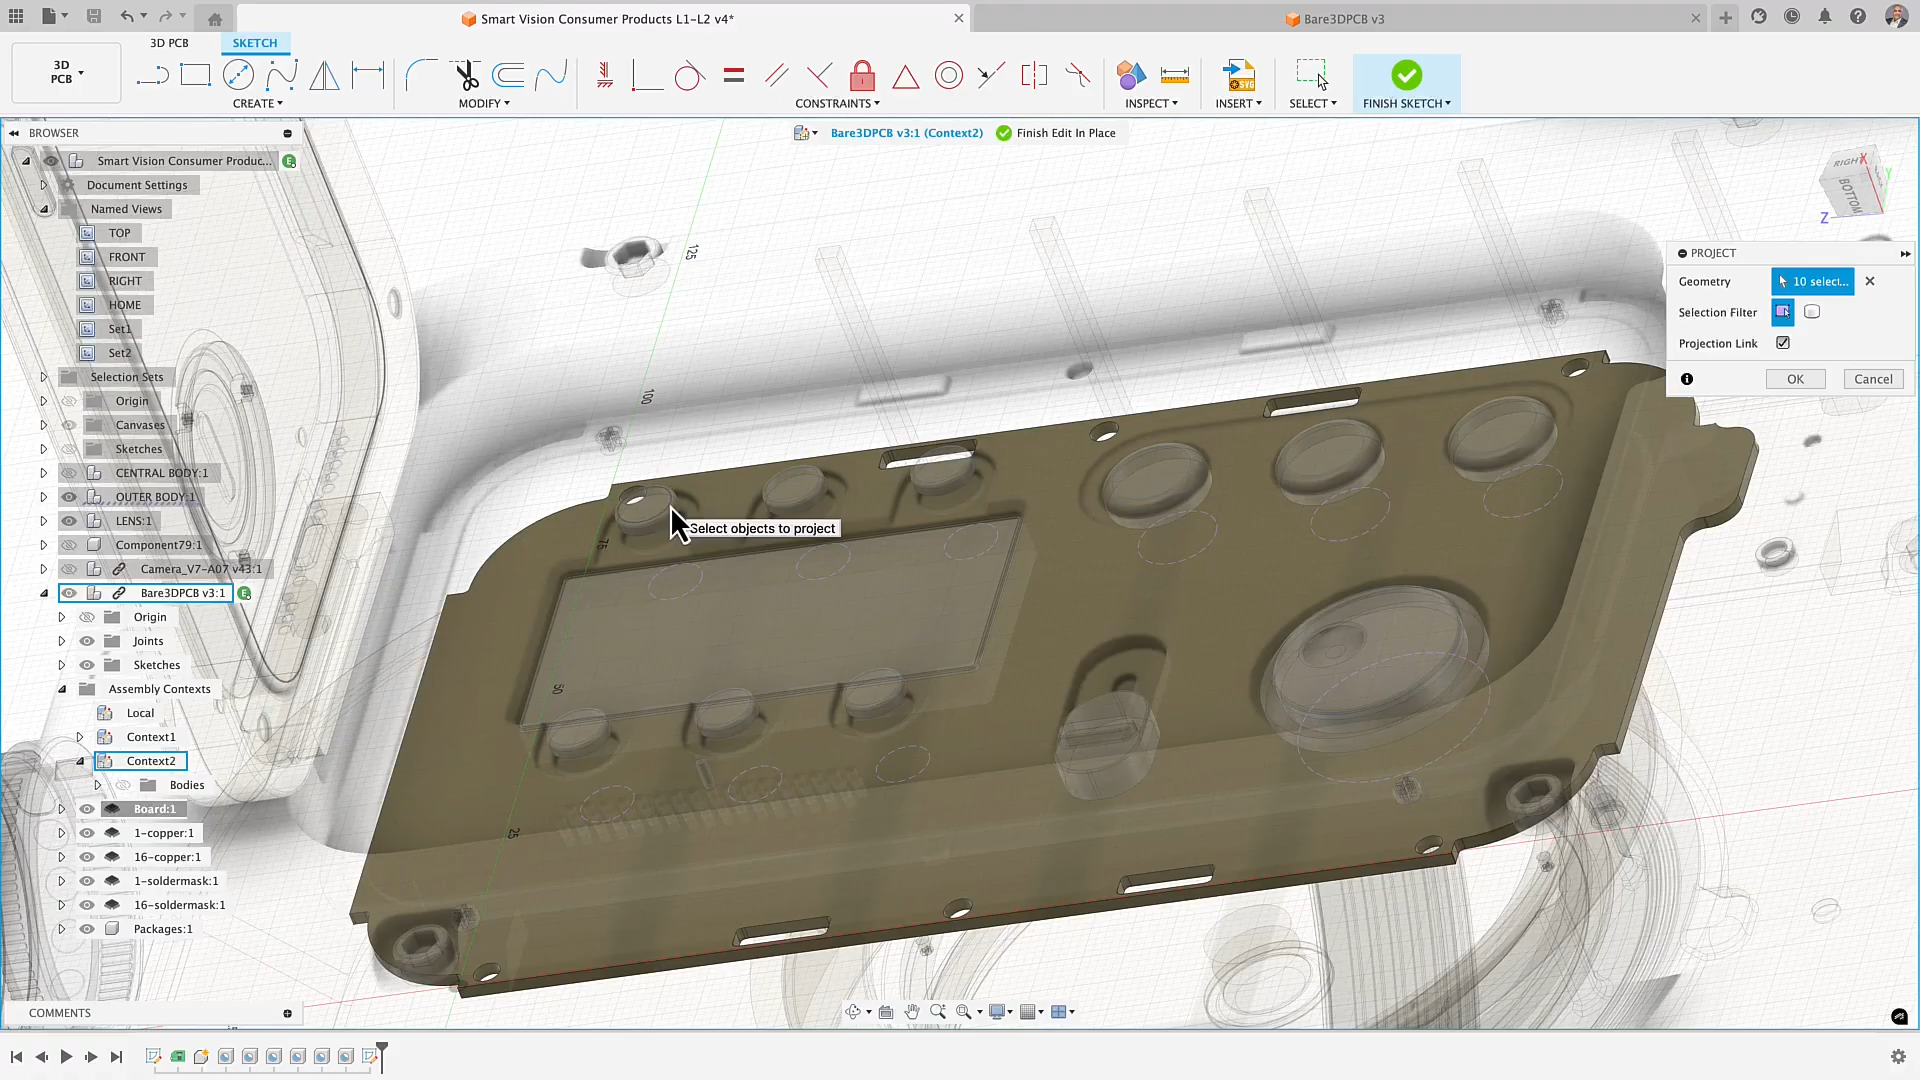 Smart Vision Consumer Products L1-L2 v4*
Bare3DPCB v3
3D PCB
SKETCH
3D
PCB
CREATE
MODIFY
CONSTRAINTS
INSPECT
INSERT
SELECT
FINISH SKETCH
BROWSER
Bare3DPCB v3:1 (Context2)
Finish Edit In Place
Smart Vision Consumer Produc...
Document Settings
Named Views
TOP
FRONT
RIGHT
HOME
Set1
Set2
Selection Sets
Origin
Canvases
Sketches
CENTRAL BODY:1
OUTER BODY:1
LENS:1
Component79:1
Camera_V7-A07 v43:1
Bare3DPCB v3:1
Origin
Joints
Sketches
Assembly Contexts
Local
Context1
Context2
Bodies
Board:1
1-copper:1
16-copper:1
1-soldermask:1
16-soldermask:1
Packages:1
COMMENTS
125
100
75
50
25
Select objects to project
RIGHT
BOTTOM
X
Y
Z
PROJECT
Geometry
10 select...
Selection Filter
Projection Link
OK
Cancel